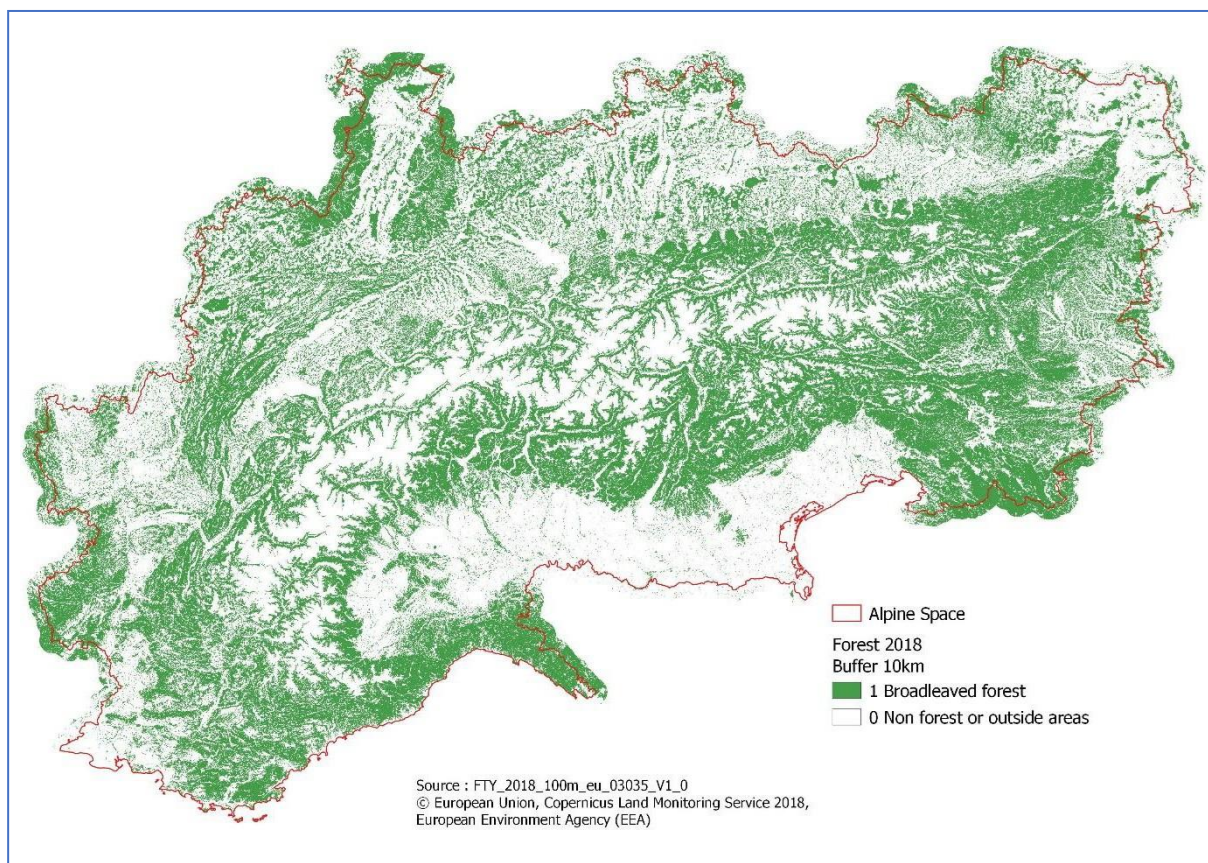 Alpine Space
Forest 2018
Buffer 10km
1 Broadleaved forest
0 Non forest or outside areas
Source : FTY_2018_100m_eu_03035_V1_0
© European Union, Copernicus Land Monitoring Service 2018,
European Environment Agency (EEA)